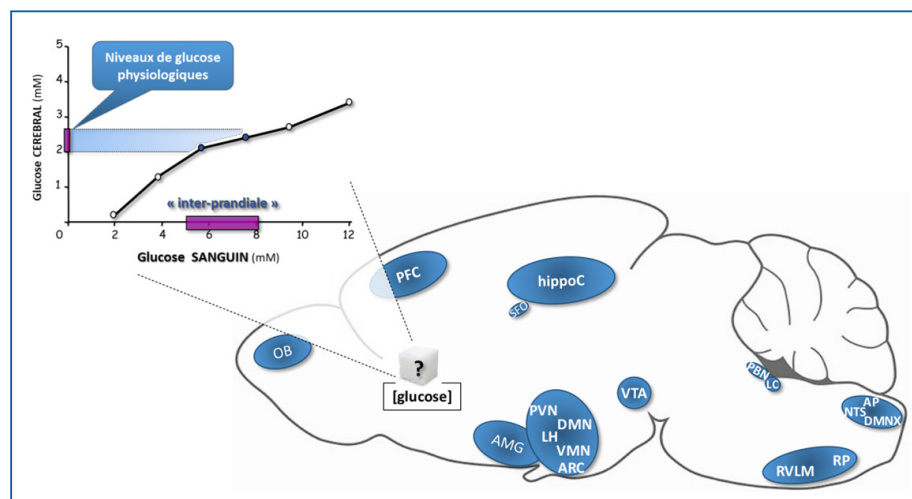 Niveaux de glucose
physiologiques
Glucose CEREBRAL (mM)
5
4
3
2
1
0
« inter-prandiale »
2
4
6
8
10
12
Glucose SANGUIN (mM)
PFC
hippoC
SFO
OB
?
[glucose]
VTA
PBN
LC
AP
NTS
DMNX
PVN
DMN
LH
VMN
ARC
AMG
RP
RVLM